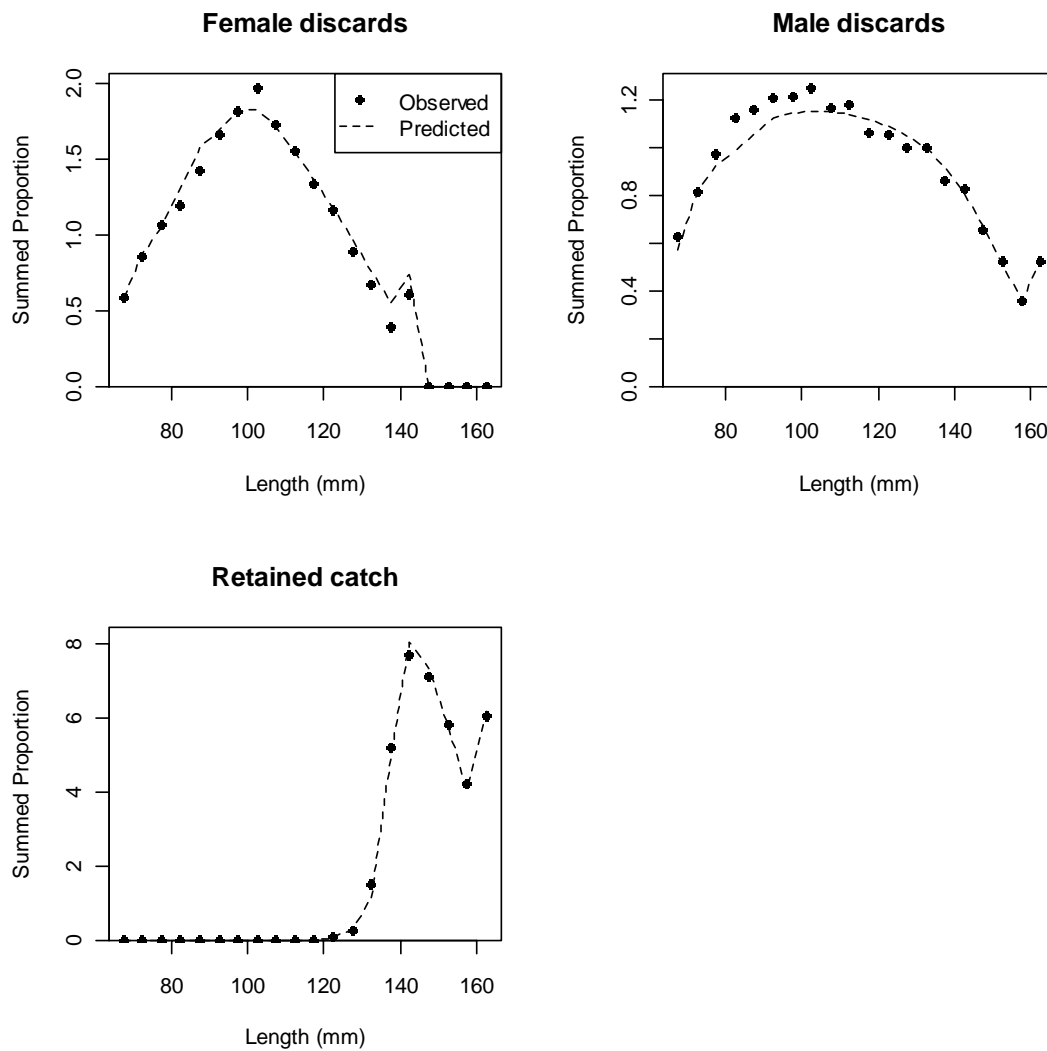 Female discards
Summed Proportion
0.0 0.5 1.0 1.5 2.0
Observed
Predicted
80 100 120 140 160
Length (mm)
Male discards
Summed Proportion
0.0 0.4 0.8 1.2
80 100 120 140 160
Length (mm)
Retained catch
Summed Proportion
0 2 4 6 8
80 100 120 140 160
Length (mm)